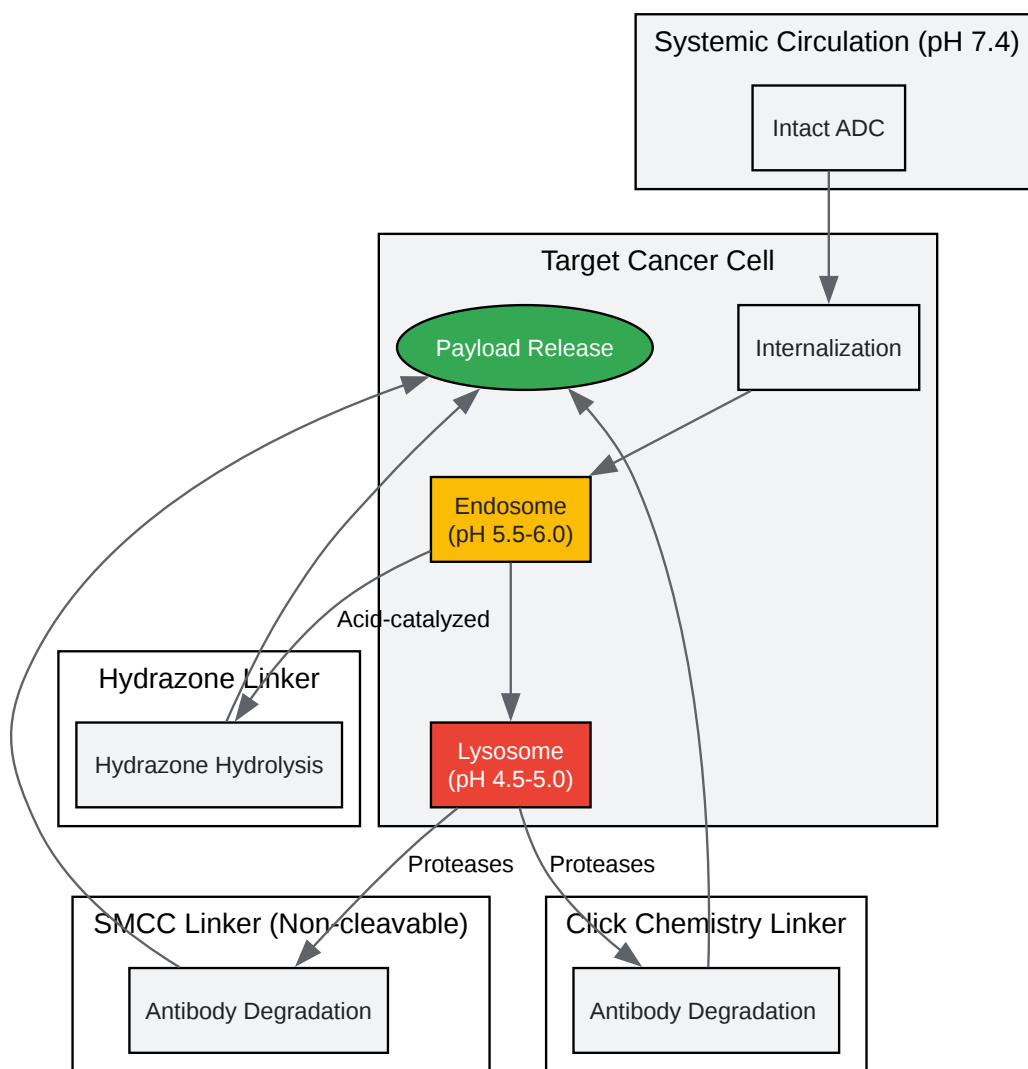 Systemic Circulation (pH 7.4)
Intact ADC
Target Cancer Cell
Payload Release
Internalization
Endosome
(pH 5.5-6.0)
Acid-catalyzed
Hydrazone Linker
Hydrazone Hydrolysis
Lysosome
(pH 4.5-5.0)
Proteases
Proteases
SMCC Linker (Non-cleavable)
Antibody Degradation
Click Chemistry Linker
Antibody Degradation